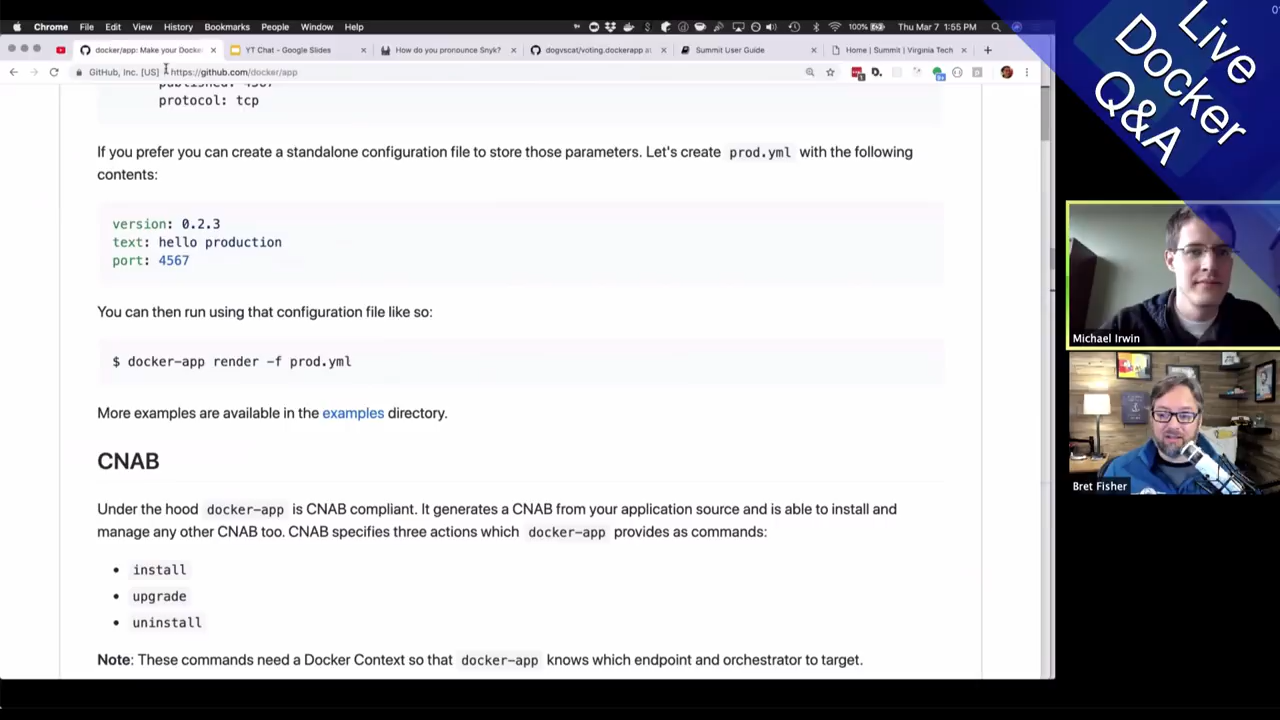 Chrome File Edit View History Bookmarks People Window Help
100% Thu Mar 7 1:55 PM
docker/app: Make your Docker
YT Chat - Google Slides
How do you pronounce Snyk?
dogvscat/voting.dockerapp at
Summit User Guide
Home | Summit | Virginia Tech
GitHub, Inc. [US] https://github.com/docker/app
Live
Docker
Q&A
published: 4567
protocol: tcp
If you prefer you can create a standalone configuration file to store those parameters. Let's create prod.yml with the following
contents:
version: 0.2.3
text: hello production
port: 4567
You can then run using that configuration file like so:
$ docker-app render -f prod.yml
More examples are available in the examples directory.
CNAB
Under the hood docker-app is CNAB compliant. It generates a CNAB from your application source and is able to install and
manage any other CNAB too. CNAB specifies three actions which docker-app provides as commands:
• install
• upgrade
• uninstall
Note: These commands need a Docker Context so that docker-app knows which endpoint and orchestrator to target.
Michael Irwin
Bret Fisher